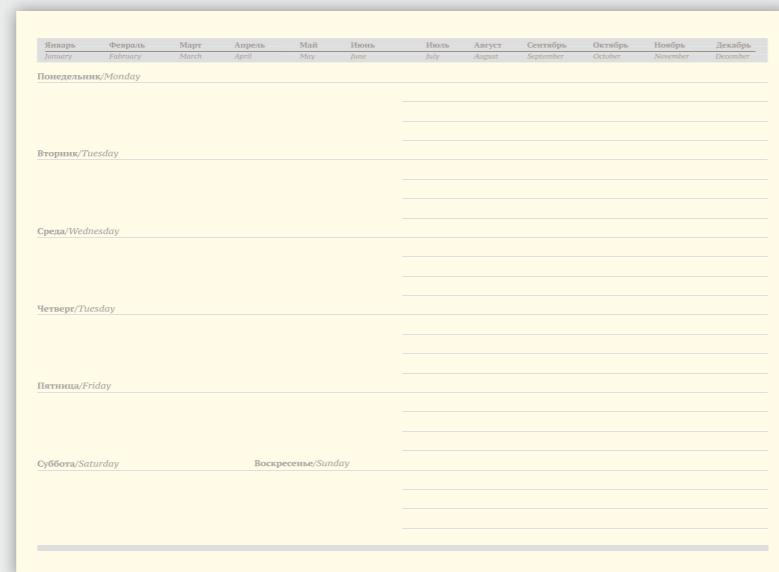 Январь Февраль Март Апрель Май Июнь Июль Август Сентябрь Октябрь Ноябрь Декабрь
January Fabruary March April May June July August September October November December
Понедельник/Monday
Вторник/Tuesday
Среда/Wednesday
Четверг/Tuesday
Пятница/Friday
Суббота/Saturday Воскресенье/Sunday